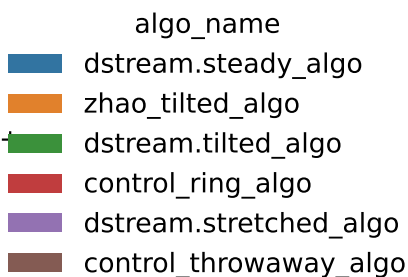 algo_name
dstream.steady_algo
zhao_tilted_algo
dstream.tilted_algo
control_ring_algo
dstream.stretched_algo
control_throwaway_algo